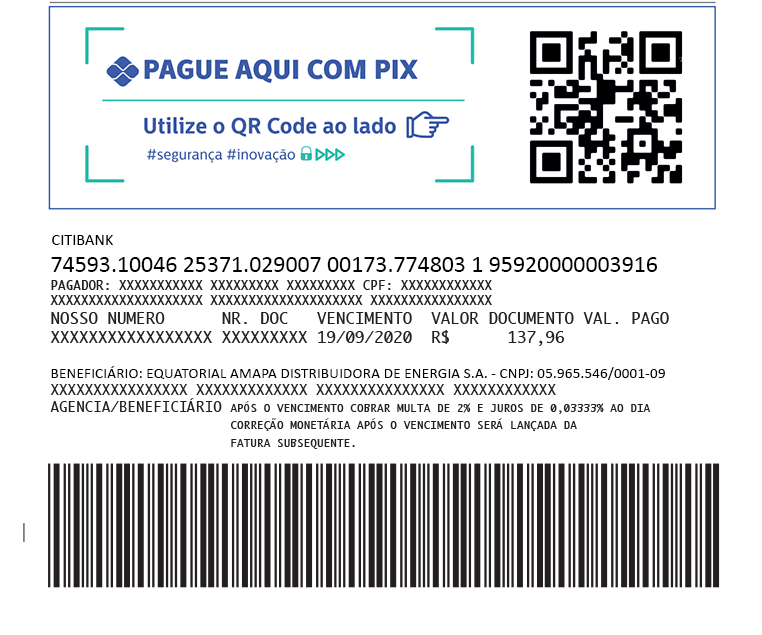 PAGUE AQUI COM PIX
Utilize o QR Code ao lado
#segurança #inovação
CITIBANK
74593.10046 25371.029007 00173.774803 1 95920000003916
PAGADOR: XXXXXXXXXXX XXXXXXXXX XXXXXXXXX CPF: XXXXXXXXXXXX
XXXXXXXXXXXXXXXXXXXX XXXXXXXXXXXXXXXXXXXX XXXXXXXXXXXXXXXX
NOSSO NUMERO NR. DOC VENCIMENTO VALOR DOCUMENTO VAL. PAGO
XXXXXXXXXXXXXXXXX XXXXXXXXX 19/09/2020 R$ 137,96
BENEFICIÁRIO: EQUATORIAL AMAPA DISTRIBUIDORA DE ENERGIA S.A. - CNPJ: 05.965.546/0001-09
XXXXXXXXXXXXXXXX XXXXXXXXXXXXX XXXXXXXXXXXXXXX XXXXXXXXXXXX
AGENCIA/BENEFICIÁRIO APÓS O VENCIMENTO COBRAR MULTA DE 2% E JUROS DE 0,03333% AO DIA
CORREÇÃO MONETÁRIA APÓS O VENCIMENTO SERÁ LANÇADA DA
FATURA SUBSEQUENTE.